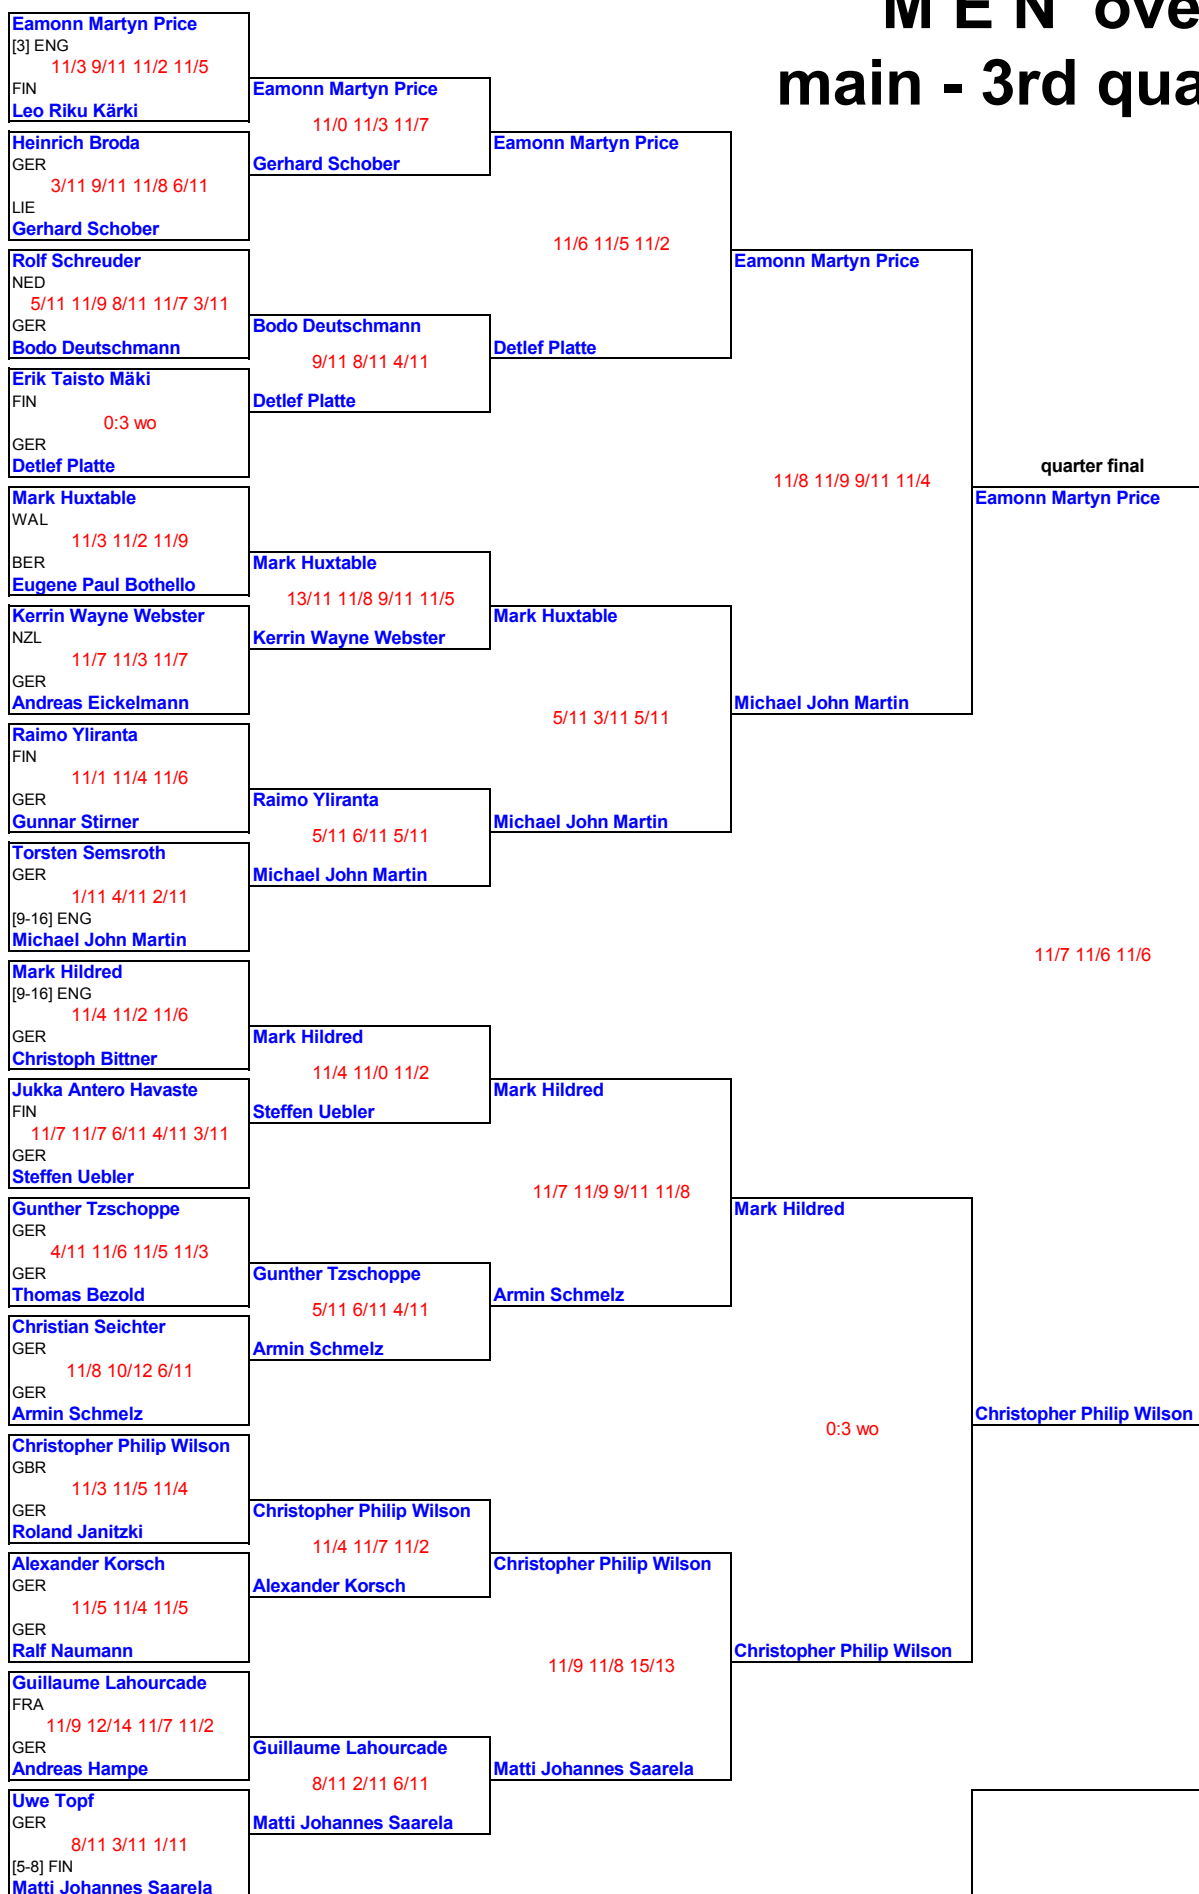 M E N ove
main - 3rd qua
Eamonn Martyn Price
[3] ENG
11/3 9/11 11/2 11/5
FIN
Leo Riku Kärki
Heinrich Broda
GER
3/11 9/11 11/8 6/11
LIE
Gerhard Schober
Rolf Schreuder
NED
5/11 11/9 8/11 11/7 3/11
GER
Bodo Deutschmann
Erik Taisto Mäki
FIN
0:3 wo
GER
Detlef Platte
Mark Huxtable
WAL
11/3 11/2 11/9
BER
Eugene Paul Bothello
Kerrin Wayne Webster
NZL
11/7 11/3 11/7
GER
Andreas Eickelmann
Raimo Yliranta
FIN
11/1 11/4 11/6
GER
Gunnar Stirner
Torsten Semsroth
GER
1/11 4/11 2/11
[9-16] ENG
Michael John Martin
Mark Hildred
[9-16] ENG
11/4 11/2 11/6
GER
Christoph Bittner
Jukka Antero Havaste
FIN
11/7 11/7 6/11 4/11 3/11
GER
Steffen Uebler
Gunther Tzschoppe
GER
4/11 11/6 11/5 11/3
GER
Thomas Bezold
Christian Seichter
GER
11/8 10/12 6/11
GER
Armin Schmelz
Christopher Philip Wilson
GBR
11/3 11/5 11/4
GER
Roland Janitzki
Alexander Korsch
GER
11/5 11/4 11/5
GER
Ralf Naumann
Guillaume Lahourcade
FRA
11/9 12/14 11/7 11/2
GER
Andreas Hampe
Uwe Topf
GER
8/11 3/11 1/11
[5-8] FIN
Matti Johannes Saarela
Eamonn Martyn Price
11/0 11/3 11/7
Gerhard Schober
Bodo Deutschmann
9/11 8/11 4/11
Detlef Platte
Mark Huxtable
13/11 11/8 9/11 11/5
Kerrin Wayne Webster
Raimo Yliranta
5/11 6/11 5/11
Michael John Martin
Mark Hildred
11/4 11/0 11/2
Steffen Uebler
Gunther Tzschoppe
5/11 6/11 4/11
Armin Schmelz
Christopher Philip Wilson
11/4 11/7 11/2
Alexander Korsch
Guillaume Lahourcade
8/11 2/11 6/11
Matti Johannes Saarela
Eamonn Martyn Price
11/6 11/5 11/2
Detlef Platte
Mark Huxtable
5/11 3/11 5/11
Michael John Martin
Mark Hildred
11/7 11/9 9/11 11/8
Armin Schmelz
Christopher Philip Wilson
11/9 11/8 15/13
Matti Johannes Saarela
Eamonn Martyn Price
11/8 11/9 9/11 11/4
Michael John Martin
Mark Hildred
0:3 wo
Christopher Philip Wilson
quarter final
Eamonn Martyn Price
11/7 11/6 11/6
Christopher Philip Wilson